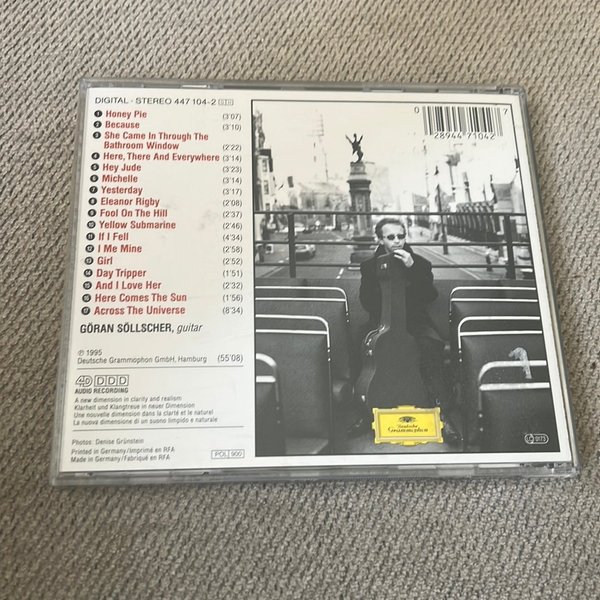 DIGITAL · STEREO 447 104-2
1 Honey Pie (3'07)
2 Because (3'10)
3 She Came In Through The
Bathroom Window (2'22)
4 Here, There And Everywhere (3'14)
5 Hey Jude (3'23)
6 Michelle (3'14)
7 Yesterday (3'17)
8 Eleanor Rigby (2'08)
9 Fool On The Hill (2'37)
10 Yellow Submarine (2'46)
11 If I Fell (4'34)
12 I Me Mine (2'58)
13 Girl (2'52)
14 Day Tripper (1'51)
15 And I Love Her (2'32)
16 Here Comes The Sun (1'56)
17 Across The Universe (8'34)
GÖRAN SÖLLSCHER, guitar
℗ 1995
Deutsche Grammophon GmbH, Hamburg (55'08)
4D DDD
AUDIO RECORDING
A new dimension in clarity and realism
Klarheit und Klangtreue in neuer Dimension
Une nouvelle dimension dans la clarté et le naturel
La nuova dimensione di un suono limpido e naturale
Photos: Denise Grünstein
Printed in Germany/Imprimé en RFA
Made in Germany/Fabriqué en RFA
POL 900
0 28944 71042 7
Deutsche
Grammophon